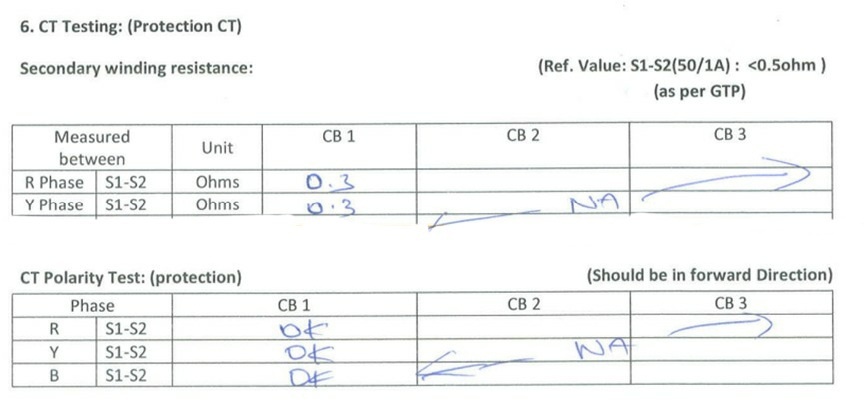 6. CT Testing: (Protection CT)
Secondary winding resistance: (Ref. Value: S1-S2(50/1A) : <0.5ohm )
(as per GTP)
Measured between Unit CB 1 CB 2 CB 3
R Phase S1-S2 Ohms 0.3
Y Phase S1-S2 Ohms 0.3 NA
CT Polarity Test: (protection) (Should be in forward Direction)
Phase CB 1 CB 2 CB 3
R S1-S2 OK
Y S1-S2 OK NA
B S1-S2 OK